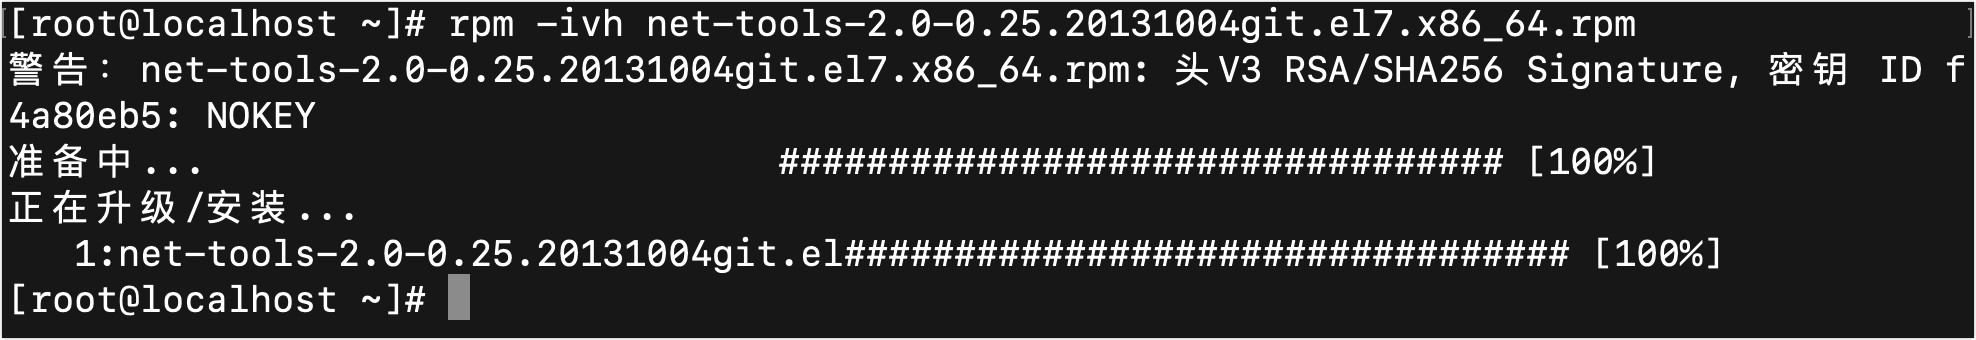 [root@localhost ~]# rpm -ivh net-tools-2.0-0.25.20131004git.el7.x86_64.rpm
警告：net-tools-2.0-0.25.20131004git.el7.x86_64.rpm: 头V3 RSA/SHA256 Signature, 密钥 ID f
4a80eb5: NOKEY
准备中...                          ################################# [100%]
正在升级/安装...
   1:net-tools-2.0-0.25.20131004git.el################################# [100%]
[root@localhost ~]#